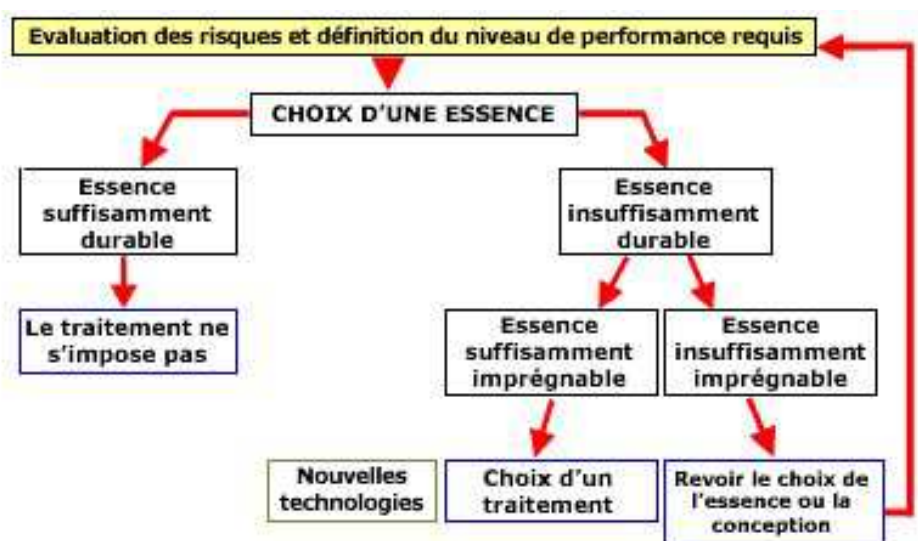 Evaluation des risques et définition du niveau de performance requis
CHOIX D'UNE ESSENCE
Essence
suffisamment
durable
Essence
insuffisamment
durable
Le traitement ne
s'impose pas
Essence
suffisamment
imprégnable
Essence
insuffisamment
imprégnable
Nouvelles
technologies
Choix d'un
traitement
Revoir le choix de
l'essence ou la
conception